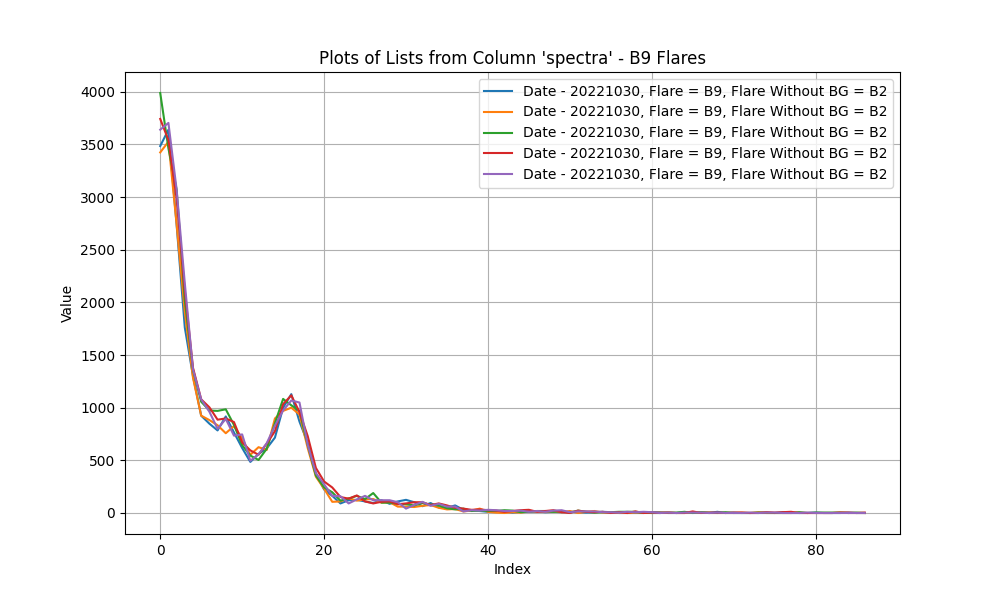 Plots of Lists from Column 'spectra' - B9 Flares
Date - 20221030, Flare = B9, Flare Without BG = B2
Date - 20221030, Flare = B9, Flare Without BG = B2
Date - 20221030, Flare = B9, Flare Without BG = B2
Date - 20221030, Flare = B9, Flare Without BG = B2
Date - 20221030, Flare = B9, Flare Without BG = B2
Value
4000
3500
3000
2500
2000
1500
1000
500
0
0 20 40 60 80
Index